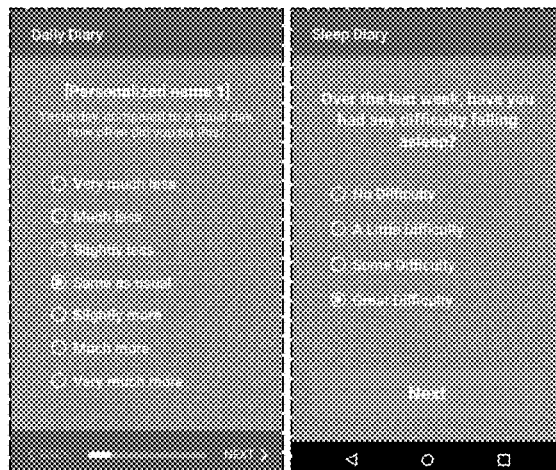 Daily Diary
[Personalized name 1]
Very much less
Much less
Slightly less
Same as usual
Slightly more
Much more
Very much more
NEXT
Sleep Diary
Over the last week, have you
had any difficulty falling
asleep?
No Difficulty
A Little Difficulty
Some Difficulty
Great Difficulty
Next